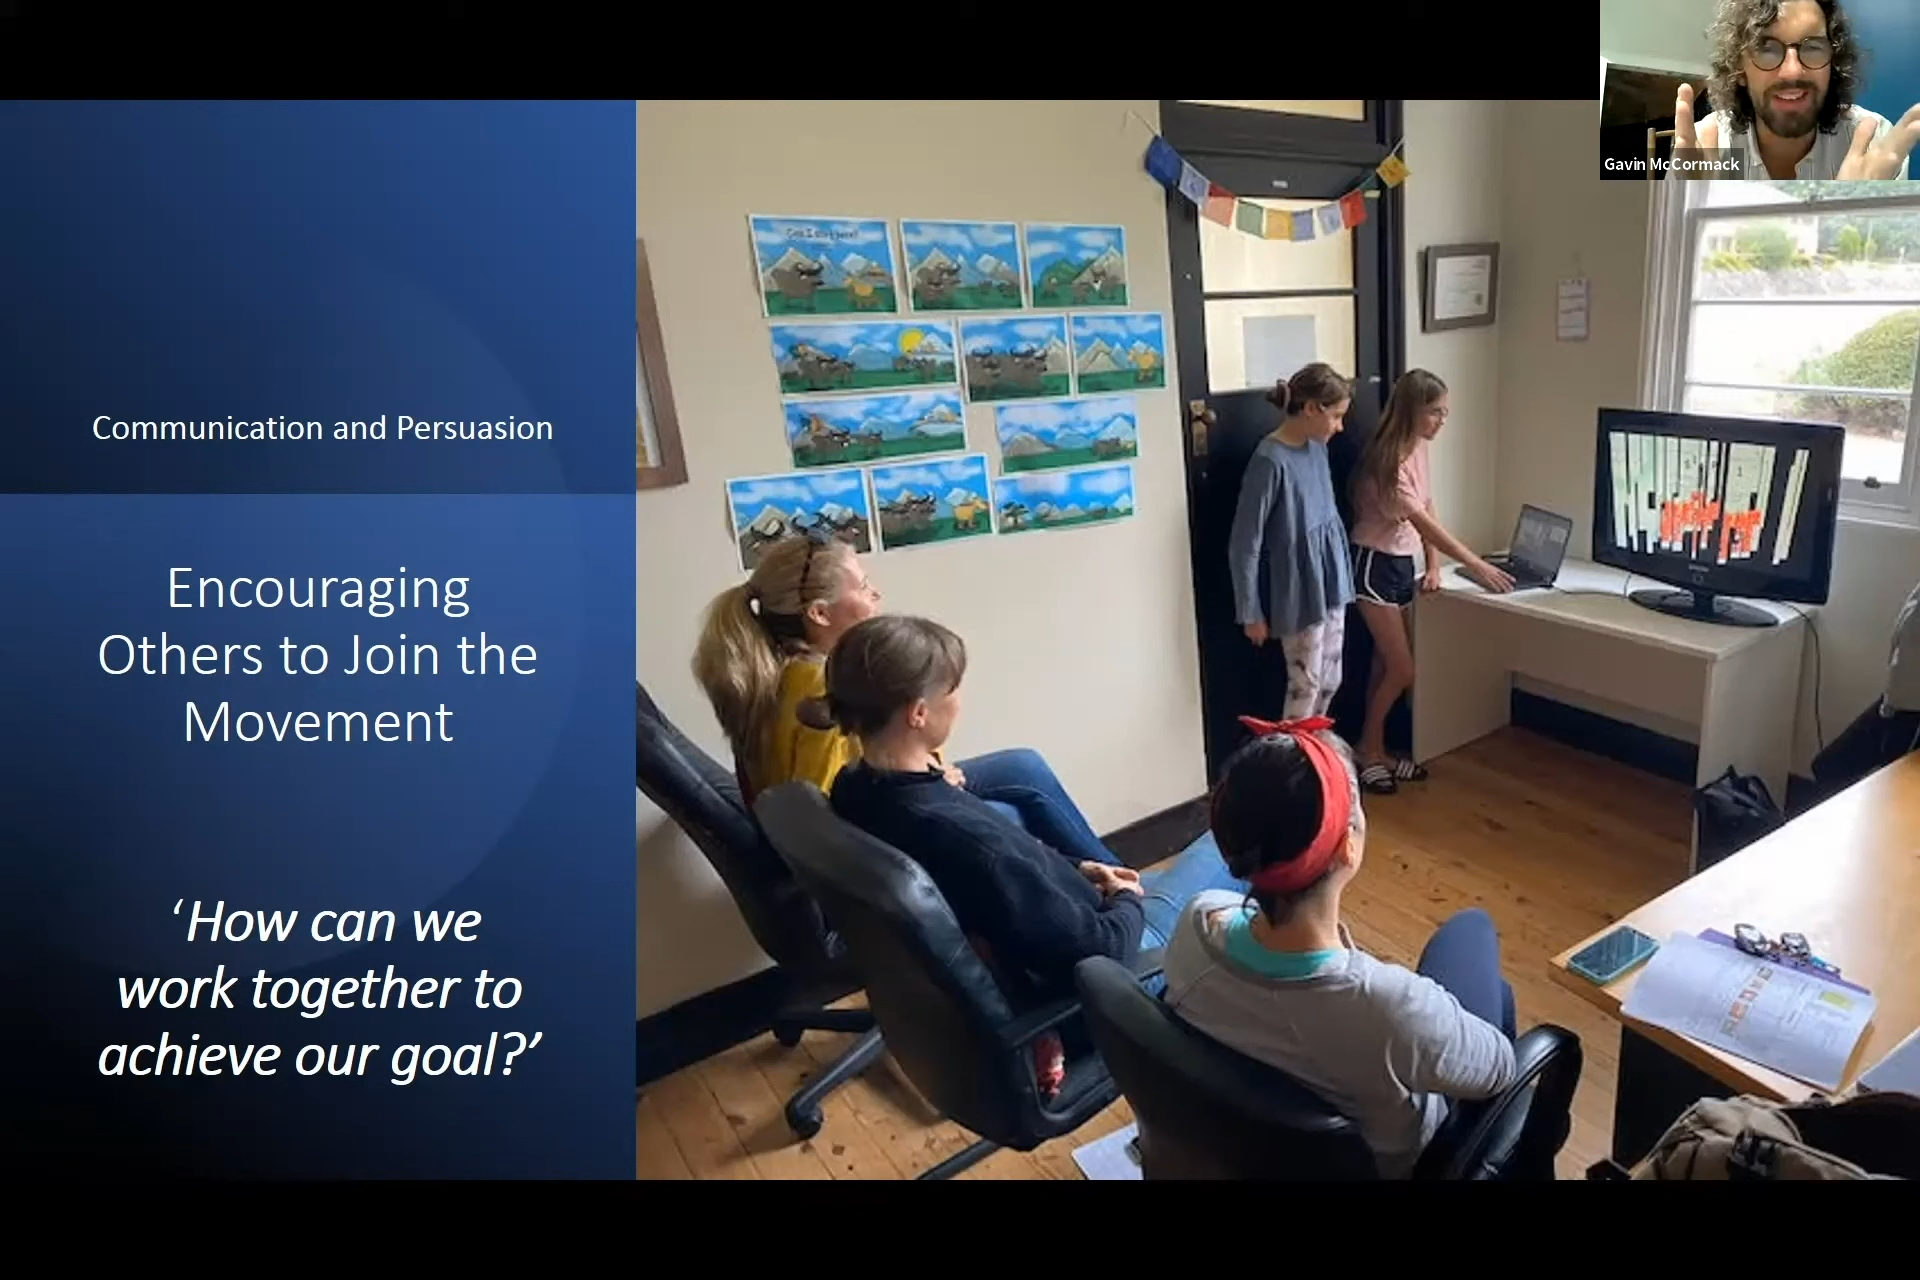 Gavin McCormack
Communication and Persuasion
Encouraging
Others to Join the
Movement
‘How can we
work together to
achieve our goal?’